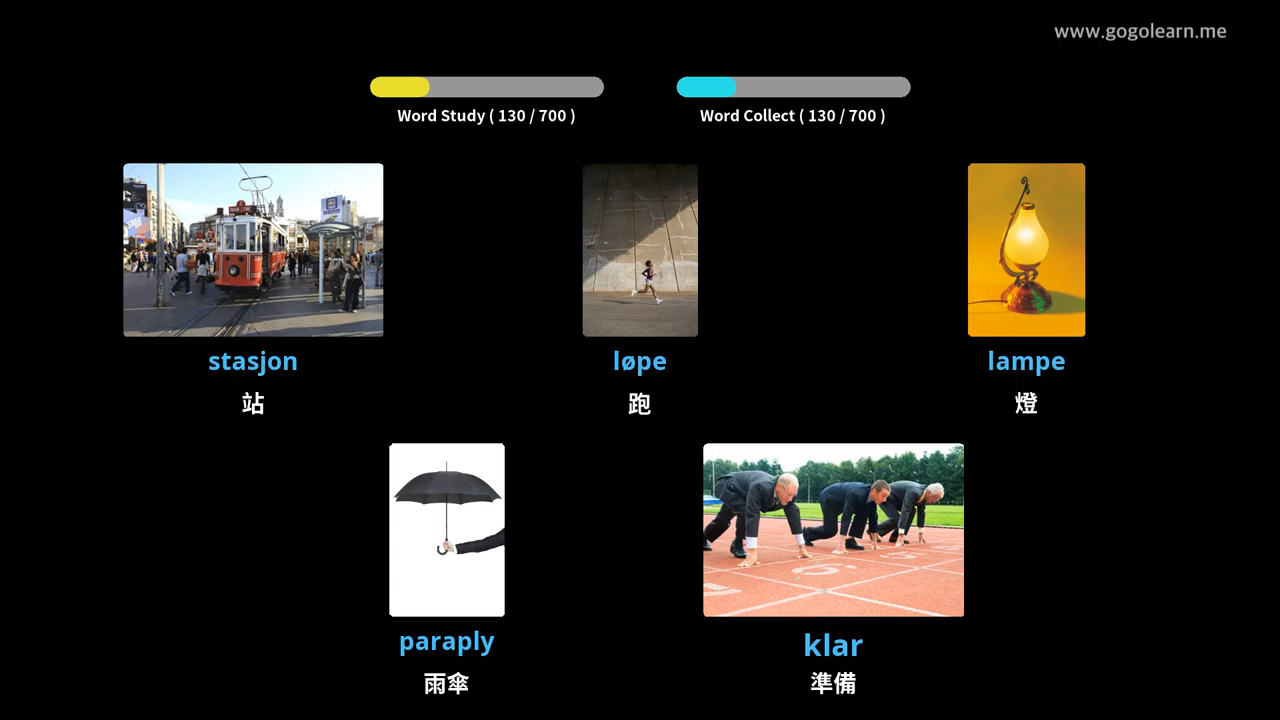 www.gogolearn.me
Word Study ( 130 / 700 )
Word Collect ( 130 / 700 )
stasjon
løpe
lampe
站
跑
燈
paraply
klar
雨傘
準備